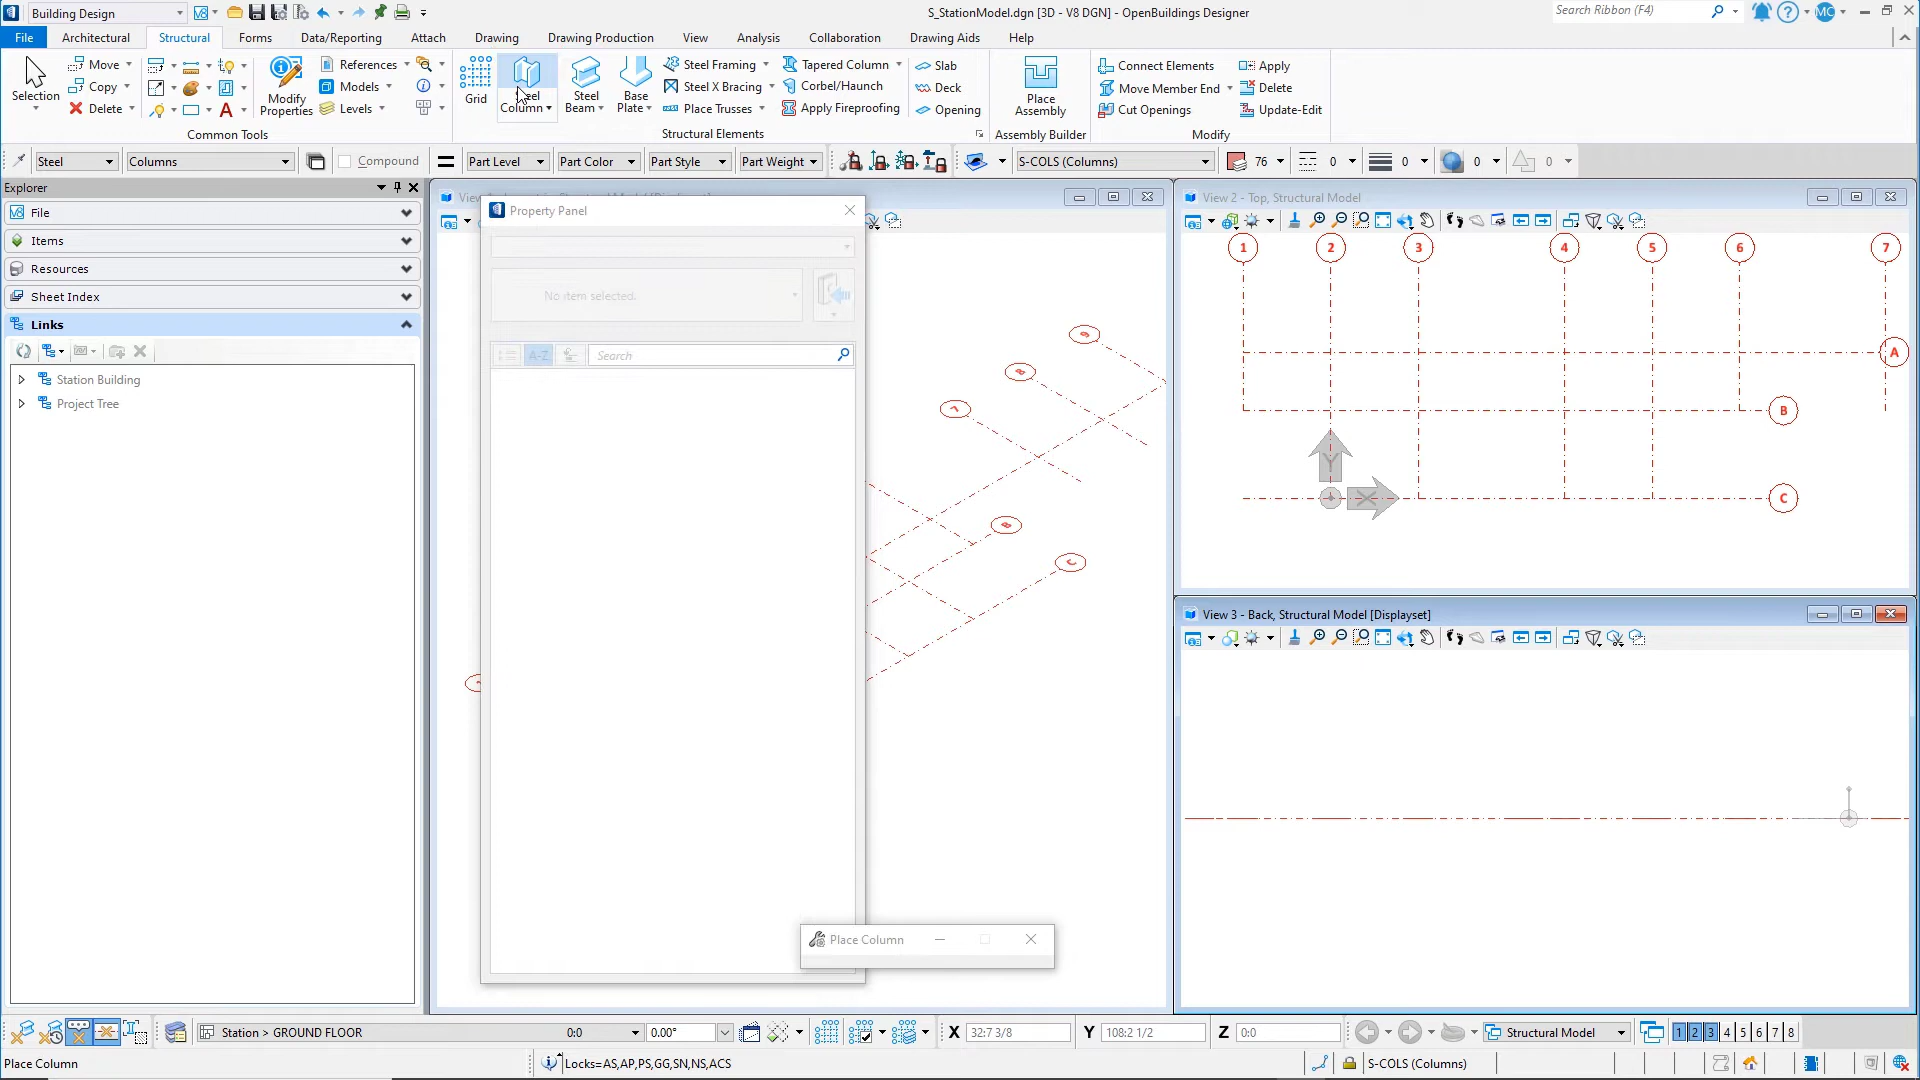 Building Design
S_StationModel.dgn [3D - V8 DGN] - OpenBuildings Designer
Search Ribbon (F4)
MC
File
Architectural
Structural
Forms
Data/Reporting
Attach
Drawing
Drawing Production
View
Analysis
Collaboration
Drawing Aids
Help
Selection
Move
Copy
Delete
Modify Properties
References
Models
Levels
Common Tools
Grid
Column
Steel Beam
Base Plate
Steel Framing
Steel X Bracing
Place Trusses
Tapered Column
Corbel/Haunch
Apply Fireproofing
Slab
Deck
Opening
Structural Elements
Place Assembly
Assembly Builder
Connect Elements
Move Member End
Cut Openings
Apply
Delete
Update-Edit
Modify
Steel
Columns
Compound
Part Level
Part Color
Part Style
Part Weight
S-COLS (Columns)
76
0
0
0
0
Explorer
File
Items
Resources
Sheet Index
Links
Station Building
Project Tree
Property Panel
No item selected.
A-Z
Search
Place Column
9
8
7
B
C
View 2 - Top, Structural Model
1
2
3
4
5
6
7
A
B
C
Y
X
View 3 - Back, Structural Model [Displayset]
Station > GROUND FLOOR
0:0
0.00°
X
32:7 3/8
Y
108:2 1/2
Z
0:0
Structural Model
1 2 3 4 5 6 7 8
Place Column
Locks=AS,AP,PS,GG,SN,NS,ACS
S-COLS (Columns)